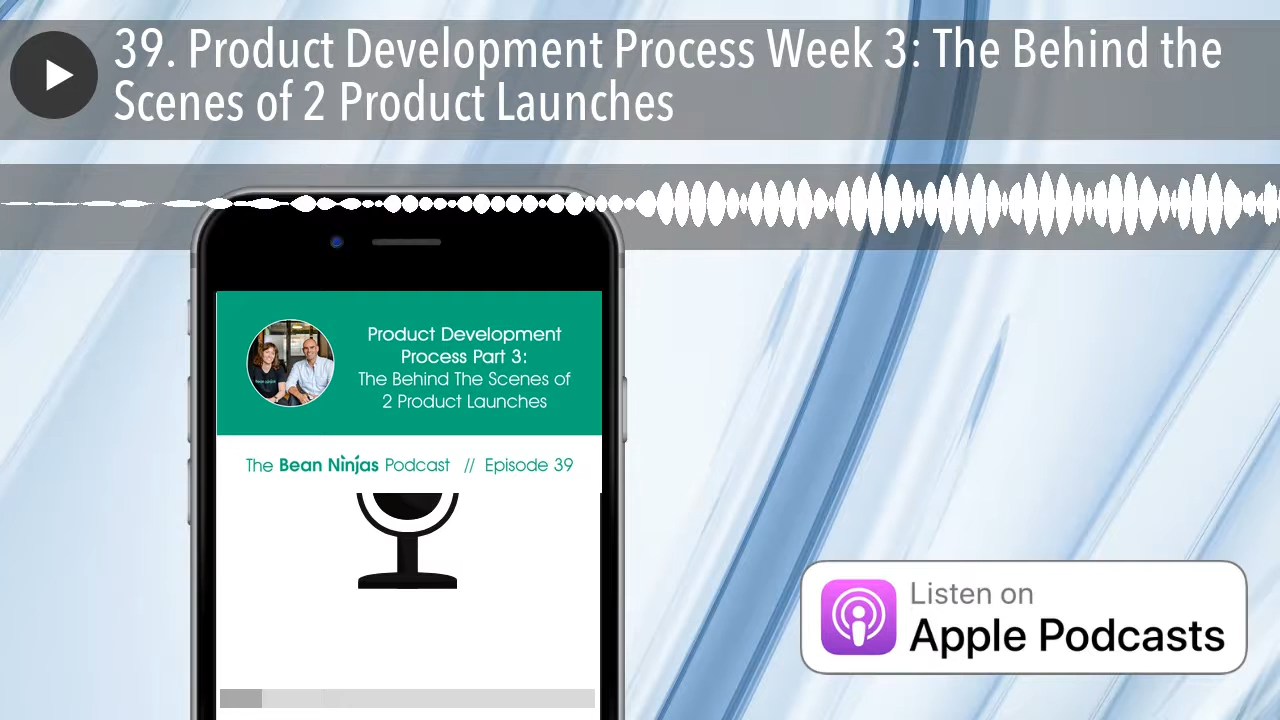 39. Product Development Process Week 3: The Behind the
Scenes of 2 Product Launches
Product Development
Process Part 3:
The Behind The Scenes of
2 Product Launches
The Bean Ninjas Podcast // Episode 39
Listen on
Apple Podcasts